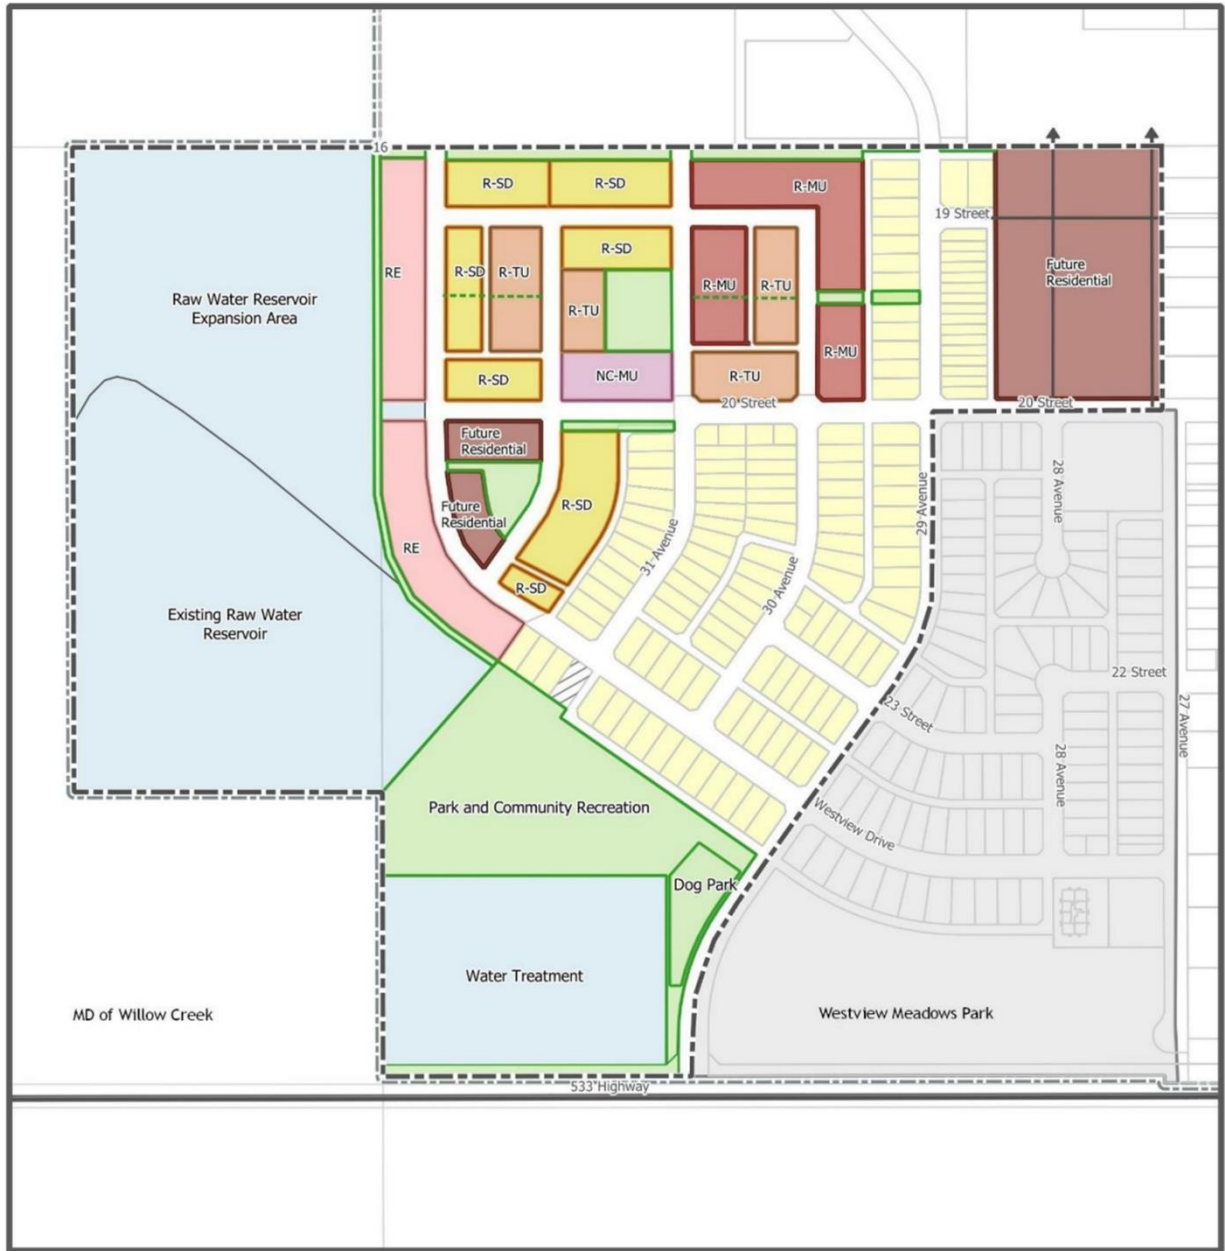 16
R-SD
R-SD
R-MU
19 Street
R-SD
RE
R-SD
R-TU
R-MU
R-TU
Future
Residential
Raw Water Reservoir
Expansion Area
R-TU
R-MU
R-SD
NC-MU
R-TU
20 Street
20 Street
Future
Residential
28 Avenue
29 Avenue
R-SD
Future
Residential
31 Avenue
RE
30 Avenue
R-SD
Existing Raw Water
Reservoir
22 Street
23 Street
27 Avenue
28 Avenue
Park and Community Recreation
Westview Drive
Dog Park
Water Treatment
MD of Willow Creek
Westview Meadows Park
533 Highway